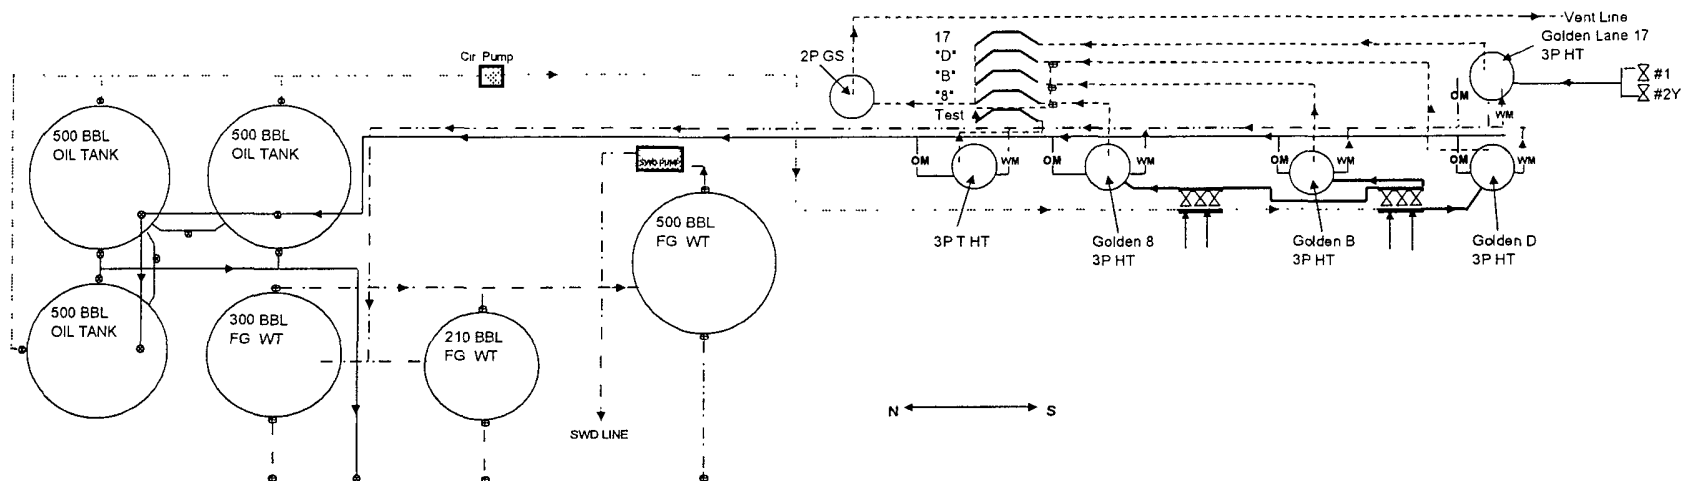 Vent Line
Golden Lane 17
3P HT
17
"D"
"B"
"8"
Test
2P GS
Cir Pump
#1
#2Y
OM
WM
500 BBL
OIL TANK
500 BBL
OIL TANK
SWD PUMP
OM
WM
OM
WM
OM
WM
OM
WM
500 BBL
FG WT
3P T HT
Golden 8
3P HT
Golden B
3P HT
Golden D
3P HT
500 BBL
OIL TANK
300 BBL
FG WT
210 BBL
FG WT
N
S
SWD LINE